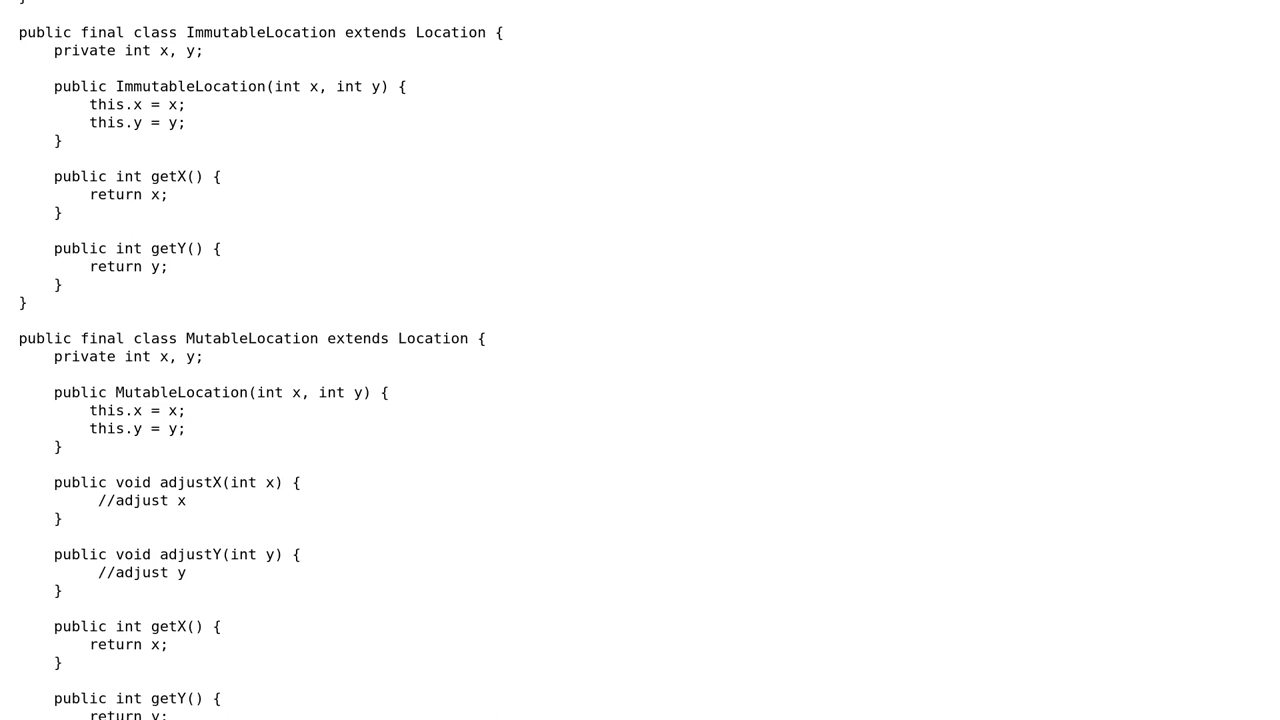 }
public final class ImmutableLocation extends Location {
    private int x, y;

    public ImmutableLocation(int x, int y) {
        this.x = x;
        this.y = y;
    }

    public int getX() {
        return x;
    }

    public int getY() {
        return y;
    }
}

public final class MutableLocation extends Location {
    private int x, y;

    public MutableLocation(int x, int y) {
        this.x = x;
        this.y = y;
    }

    public void adjustX(int x) {
         //adjust x
    }

    public void adjustY(int y) {
         //adjust y
    }

    public int getX() {
        return x;
    }

    public int getY() {
        return y;